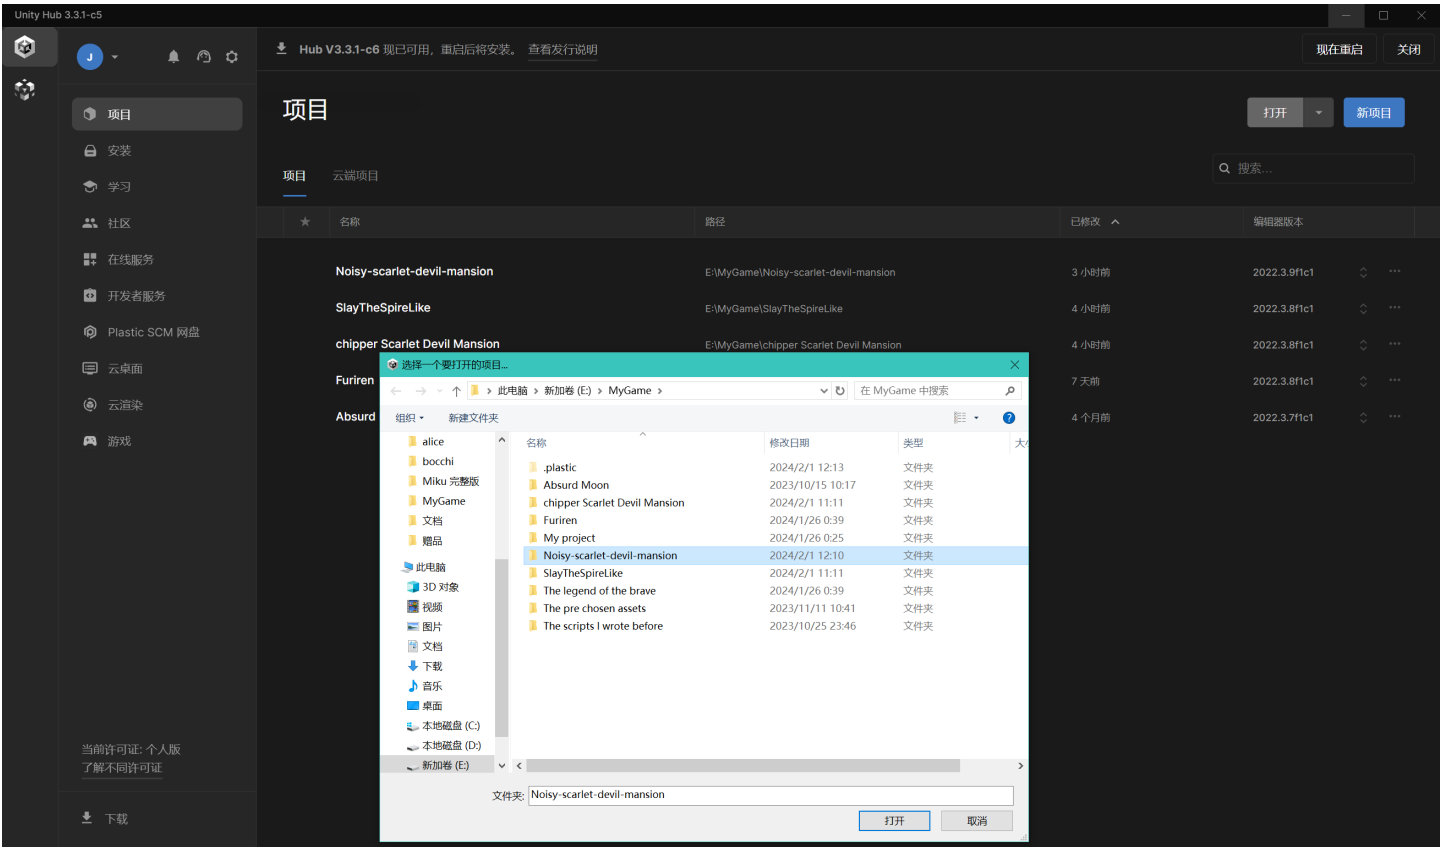 Unity Hub 3.3.1-c5
J
Hub V3.3.1-c6 现已可用，重启后将安装。 查看发行说明
现在重启 关闭
项目
安装
学习
社区
在线服务
开发者服务
Plastic SCM 网盘
云桌面
云渲染
游戏
当前许可证: 个人版
了解不同许可证
下载
项目
打开 新项目
项目 云端项目
搜索...
名称 路径 已修改 编辑器版本
Noisy-scarlet-devil-mansion E:\MyGame\Noisy-scarlet-devil-mansion 3 小时前 2022.3.9f1c1
SlayTheSpireLike E:\MyGame\SlayTheSpireLike 4 小时前 2022.3.8f1c1
chipper Scarlet Devil Mansion E:\MyGame\chipper Scarlet Devil Mansion 4 小时前 2022.3.8f1c1
Furiren 7 天前 2022.3.8f1c1
Absurd 4 个月前 2022.3.7f1c1
选择一个要打开的项目...
此电脑 › 新加卷 (E:) › MyGame ›
在 MyGame 中搜索
组织 新建文件夹
alice
bocchi
Miku 完整版
MyGame
文档
赠品
此电脑
3D 对象
视频
图片
文档
下载
音乐
桌面
本地磁盘 (C:)
本地磁盘 (D:)
新加卷 (E:)
名称 修改日期 类型 大
.plastic 2024/2/1 12:13 文件夹
Absurd Moon 2023/10/15 10:17 文件夹
chipper Scarlet Devil Mansion 2024/2/1 11:11 文件夹
Furiren 2024/1/26 0:39 文件夹
My project 2024/1/26 0:25 文件夹
Noisy-scarlet-devil-mansion 2024/2/1 12:10 文件夹
SlayTheSpireLike 2024/2/1 11:11 文件夹
The legend of the brave 2024/1/26 0:39 文件夹
The pre chosen assets 2023/11/11 10:41 文件夹
The scripts I wrote before 2023/10/25 23:46 文件夹
文件夹: Noisy-scarlet-devil-mansion
打开 取消